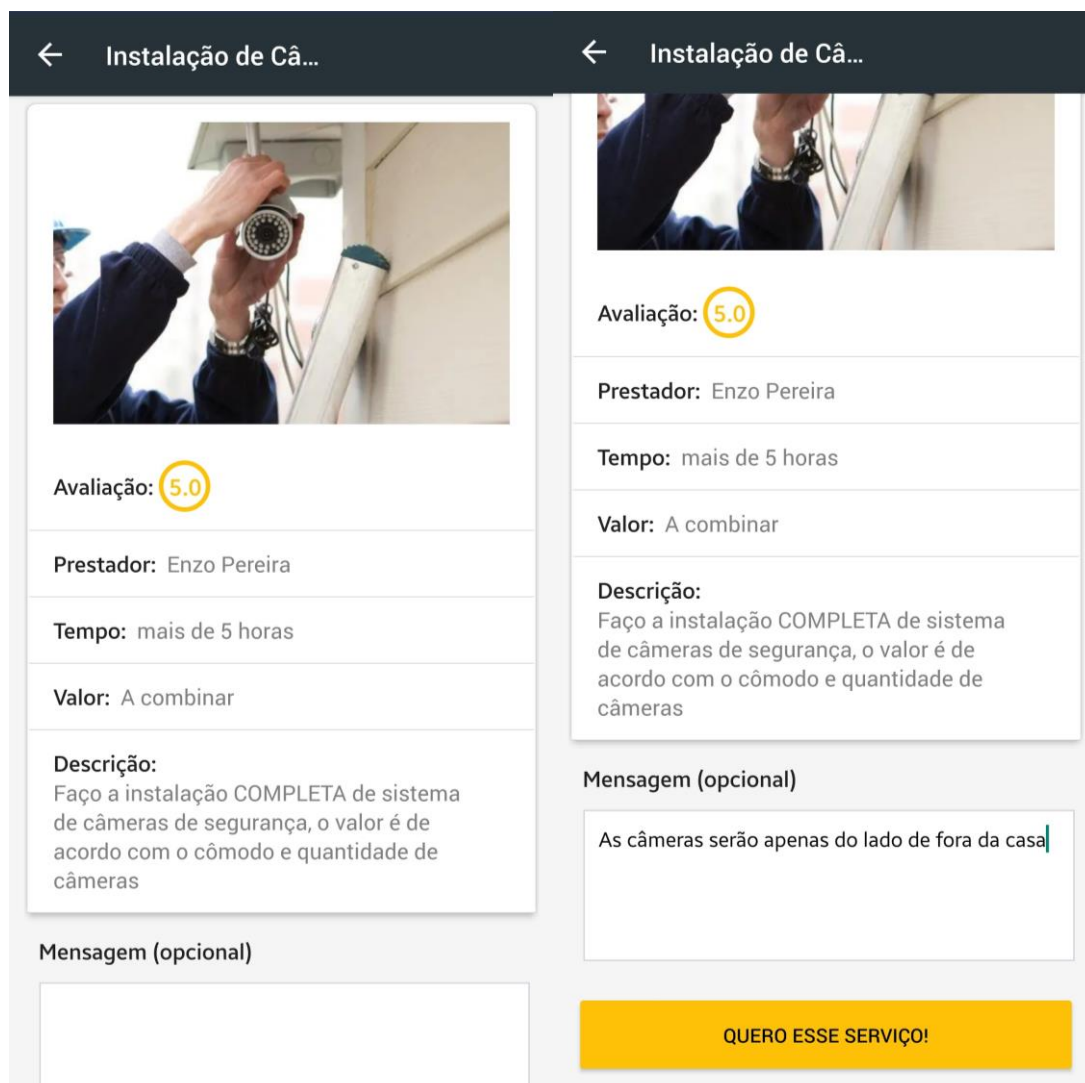 Instalação de Câ...
Avaliação: 5.0
Prestador: Enzo Pereira
Tempo: mais de 5 horas
Valor: A combinar
Descrição:
Faço a instalação COMPLETA de sistema
de câmeras de segurança, o valor é de
acordo com o cômodo e quantidade de
câmeras
Mensagem (opcional)
Instalação de Câ...
Avaliação: 5.0
Prestador: Enzo Pereira
Tempo: mais de 5 horas
Valor: A combinar
Descrição:
Faço a instalação COMPLETA de sistema
de câmeras de segurança, o valor é de
acordo com o cômodo e quantidade de
câmeras
Mensagem (opcional)
As câmeras serão apenas do lado de fora da casa
QUERO ESSE SERVIÇO!